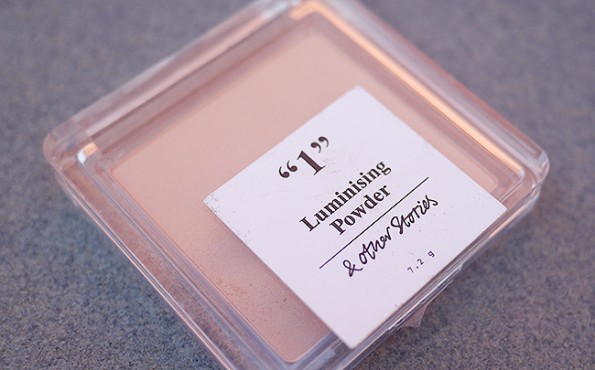 “1”
Luminising
Powder
& Other Stories
7.2 g